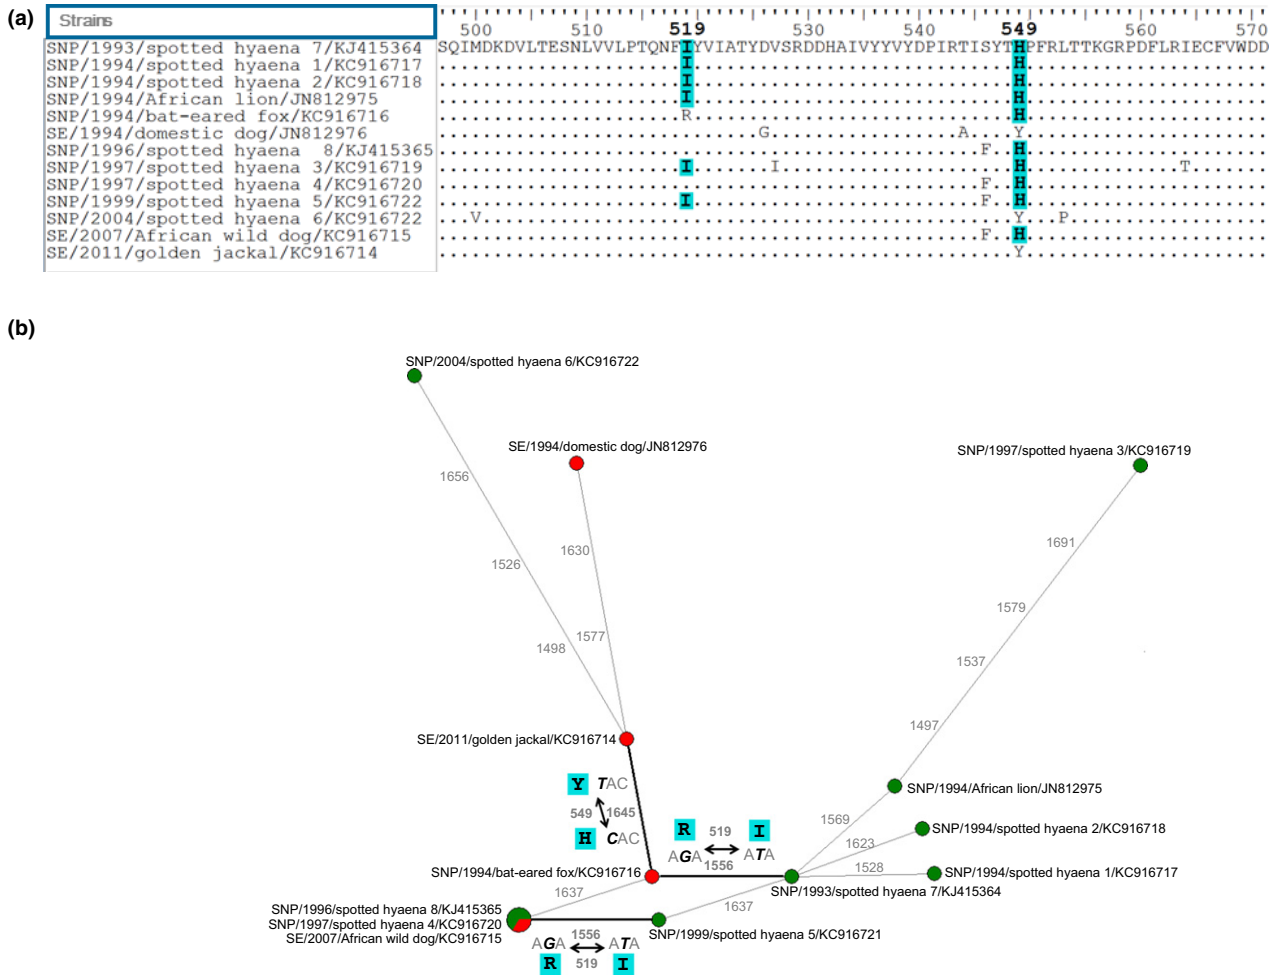 (a)
Strains
500 510 519 530 540 549 560 570
SNP/1993/spotted hyaena 7/KJ415364 SQIMDKDVLTESNLVVLPTQNFIYVIATYDVSRDDHAIVYYVYDPIRTISYTHPFRLTTKGRPDFLRIECFVWDD
SNP/1994/spotted hyaena 1/KC916717 ......................I.............................H......................
SNP/1994/spotted hyaena 2/KC916718 ......................I.............................H......................
SNP/1994/African lion/JN812975 ......................I.............................H......................
SNP/1994/bat-eared fox/KC916716 ......................R.............................H......................
SE/1994/domestic dog/JN812976 .............................G.................A....Y......................
SNP/1996/spotted hyaena 8/KJ415365 .................................................F..H......................
SNP/1997/spotted hyaena 3/KC916719 ......................I.......I.....................H..............T.......
SNP/1997/spotted hyaena 4/KC916720 .................................................F..H......................
SNP/1999/spotted hyaena 5/KC916722 ......................I..........................F..H......................
SNP/2004/spotted hyaena 6/KC916722 ...V................................................Y...P..................
SE/2007/African wild dog/KC916715 .................................................F..H......................
SE/2011/golden jackal/KC916714 ....................................................Y......................
(b)
SNP/2004/spotted hyaena 6/KC916722
SE/1994/domestic dog/JN812976
SNP/1997/spotted hyaena 3/KC916719
1656
1691
1630
1526
1579
1577
1498
1537
1497
SE/2011/golden jackal/KC916714
Y TAC
SNP/1994/African lion/JN812975
549 1645
1569
H CAC
R 519 I
SNP/1994/spotted hyaena 2/KC916718
1623
AGA ATA
1556
1528
SNP/1994/bat-eared fox/KC916716
SNP/1994/spotted hyaena 1/KC916717
1637
SNP/1993/spotted hyaena 7/KJ415364
1637
SNP/1996/spotted hyaena 8/KJ415365
SNP/1997/spotted hyaena 4/KC916720
SE/2007/African wild dog/KC916715
SNP/1999/spotted hyaena 5/KC916721
1556
AGA ATA
R 519 I